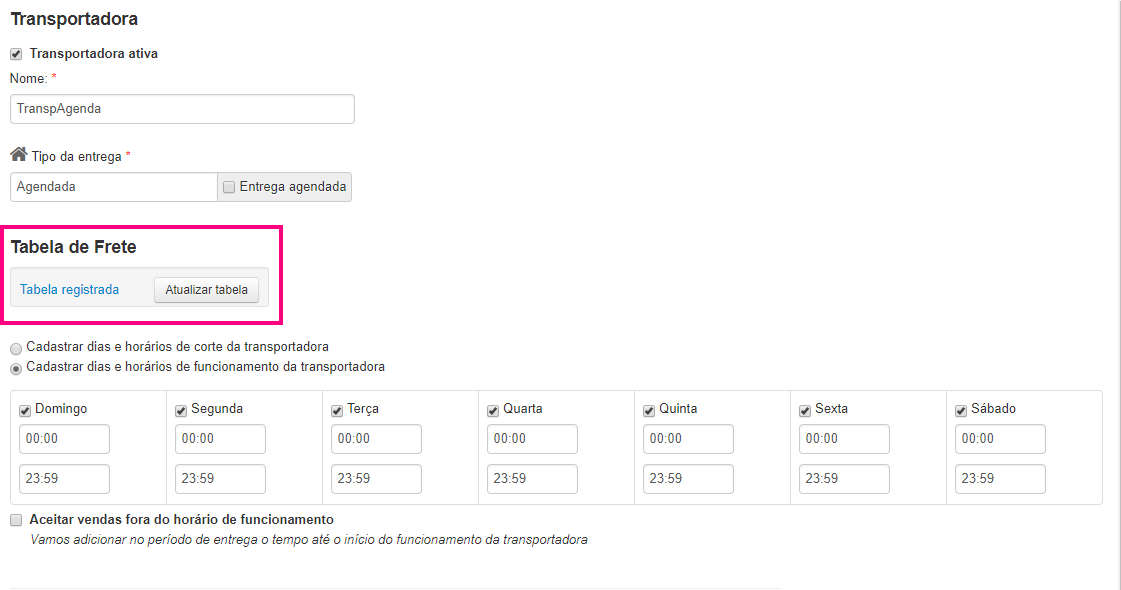 Transportadora
Transportadora ativa
Nome: *
TranspAgenda
Tipo da entrega *
Agendada Entrega agendada
Tabela de Frete
Tabela registrada Atualizar tabela
Cadastrar dias e horários de corte da transportadora
Cadastrar dias e horários de funcionamento da transportadora
Domingo Segunda Terça Quarta Quinta Sexta Sábado
00:00 00:00 00:00 00:00 00:00 00:00 00:00
23:59 23:59 23:59 23:59 23:59 23:59 23:59
Aceitar vendas fora do horário de funcionamento
Vamos adicionar no período de entrega o tempo até o início do funcionamento da transportadora